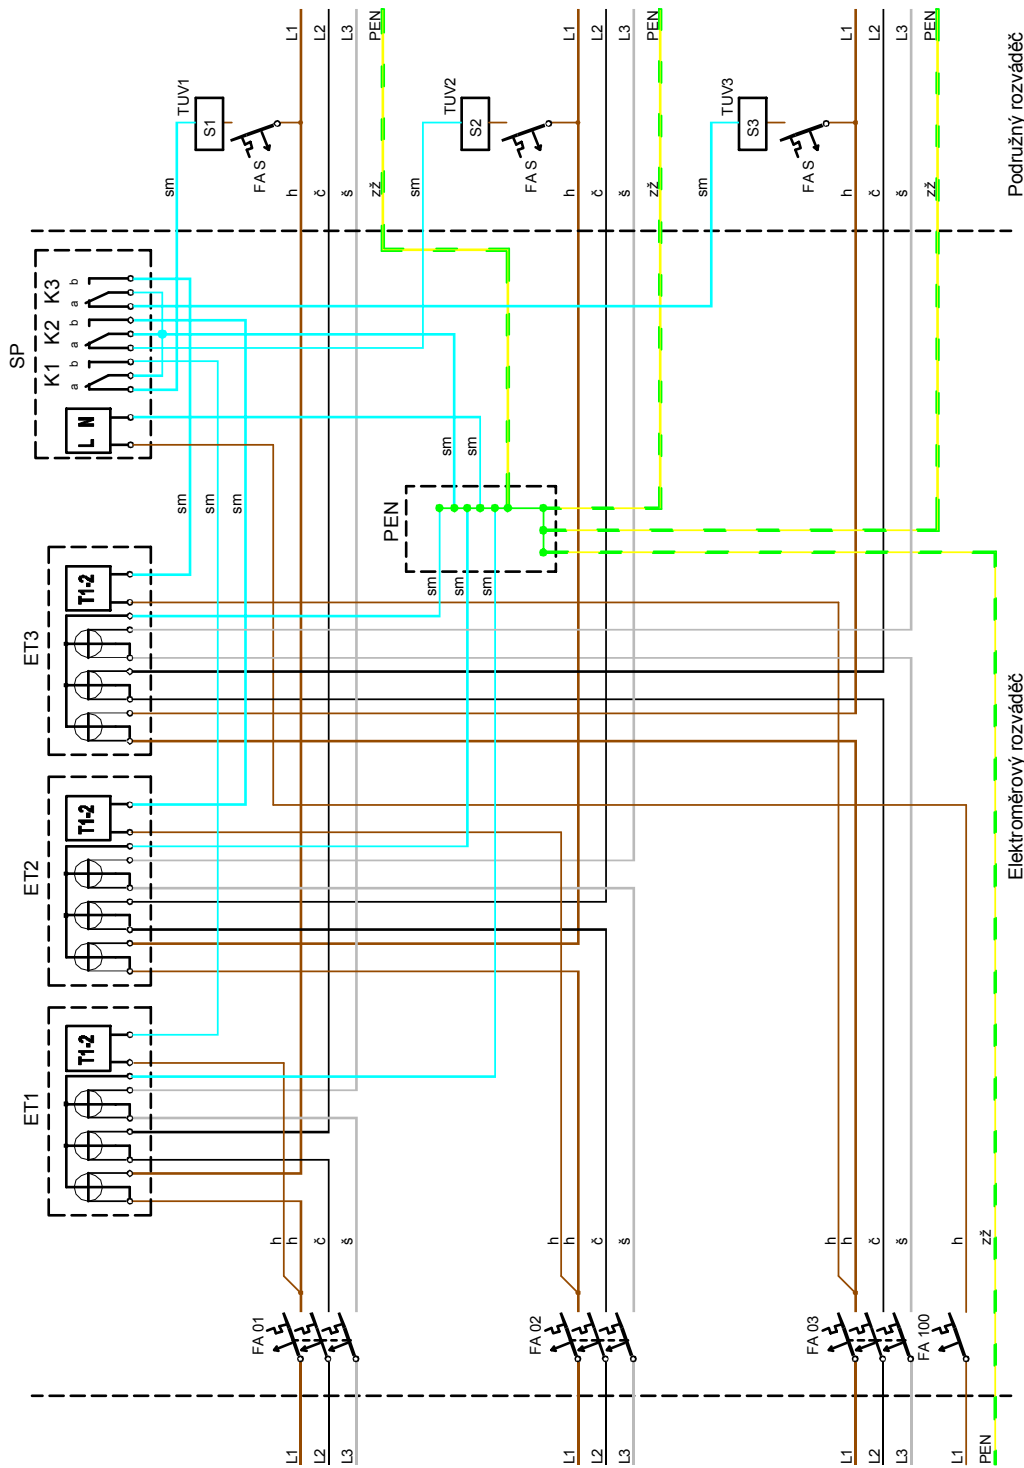 L1
L2
L3
PEN
L1
L2
L3
PEN
L1
L2
L3
PEN
Podružný rozváděč
TUV1
S1
FA S
TUV2
S2
FA S
TUV3
S3
FA S
sm
h
č
š
zž
sm
h
č
š
zž
sm
h
č
š
zž
SP
K3
a
b
K2
a
b
K1
a
b
L N
sm
sm
sm
sm
sm
PEN
sm
sm
sm
ET3
T1-2
ET2
T1-2
ET1
T1-2
Elektroměrový rozváděč
h
h
č
š
h
h
č
š
h
h
č
š
h
zž
FA 01
FA 02
FA 03
FA 100
L1
L2
L3
L1
L2
L3
L1
L2
L3
L1
PEN